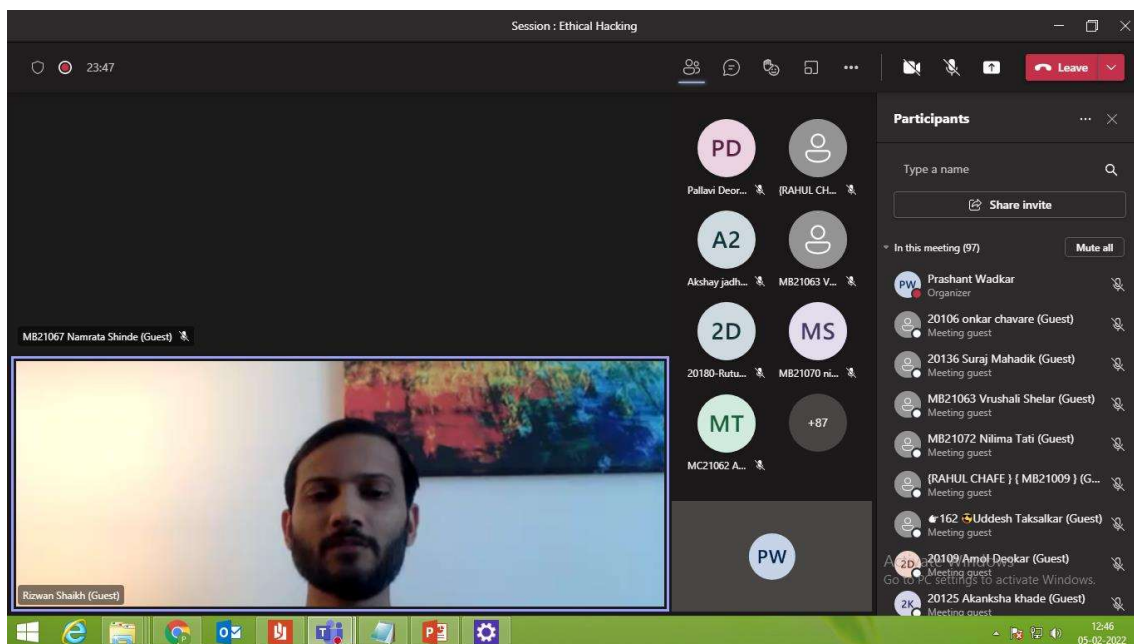 Session : Ethical Hacking
23:47
Leave
MB21067 Namrata Shinde (Guest)
Rizwan Shaikh (Guest)
PD
Pallavi Deor...
(RAHUL CH...
A2
Akshay jadh...
MB21063 V...
2D
20180-Rutu...
MS
MB21070 ni...
MT
MC21062 A...
+87
PW
Participants
Type a name
Share invite
In this meeting (97)
Mute all
PW
Prashant Wadkar
Organizer
20106 onkar chavare (Guest)
Meeting guest
20136 Suraj Mahadik (Guest)
Meeting guest
MB21063 Vrushali Shelar (Guest)
Meeting guest
MB21072 Nilima Tati (Guest)
Meeting guest
{RAHUL CHAFE } { MB21009 } (G...
Meeting guest
162 Uddesh Taksalkar (Guest)
Meeting guest
2D
20109 Amol Deokar (Guest)
Meeting guest
2K
20125 Akanksha khade (Guest)
Meeting guest
Activate Windows
Go to PC settings to activate Windows.
12:46
05-02-2022